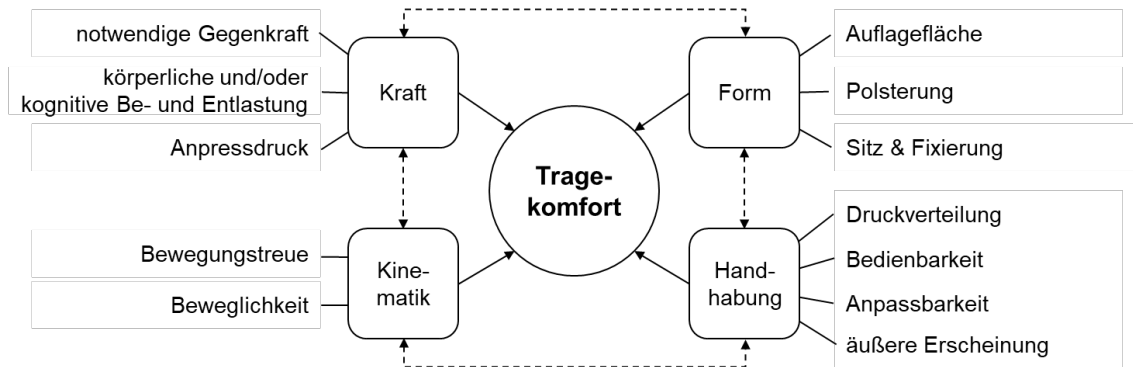 notwendige Gegenkraft
körperliche und/oder
kognitive Be- und Entlastung
Anpressdruck
Kraft
Bewegungstreue
Beweglichkeit
Kine-
matik
Trage-
komfort
Form
Auflagefläche
Polsterung
Sitz & Fixierung
Hand-
habung
Druckverteilung
Bedienbarkeit
Anpassbarkeit
äußere Erscheinung